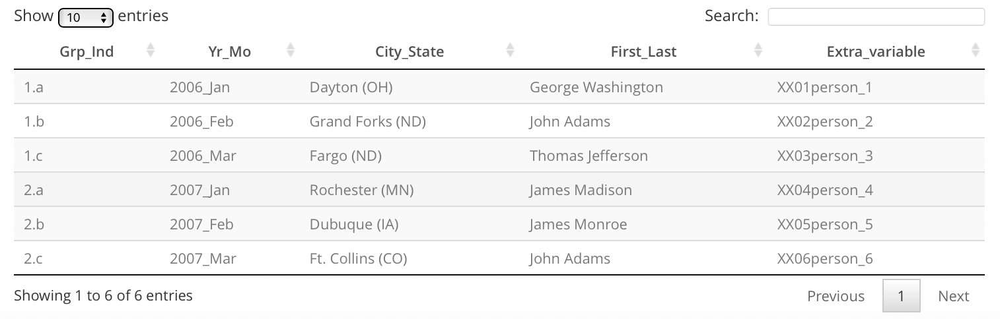 Show 10 entries Search:
Grp_Ind Yr_Mo City_State First_Last Extra_variable
1.a 2006_Jan Dayton (OH) George Washington XX01person_1
1.b 2006_Feb Grand Forks (ND) John Adams XX02person_2
1.c 2006_Mar Fargo (ND) Thomas Jefferson XX03person_3
2.a 2007_Jan Rochester (MN) James Madison XX04person_4
2.b 2007_Feb Dubuque (IA) James Monroe XX05person_5
2.c 2007_Mar Ft. Collins (CO) John Adams XX06person_6
Showing 1 to 6 of 6 entries Previous 1 Next